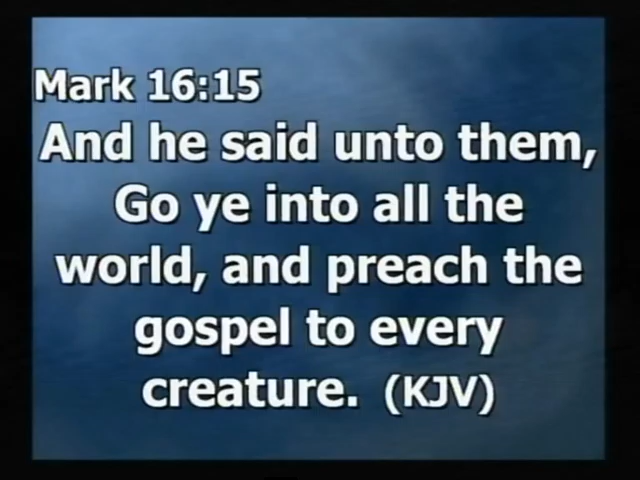 Mark 16:15
And he said unto them,
Go ye into all the
world, and preach the
gospel to every
creature. (KJV)